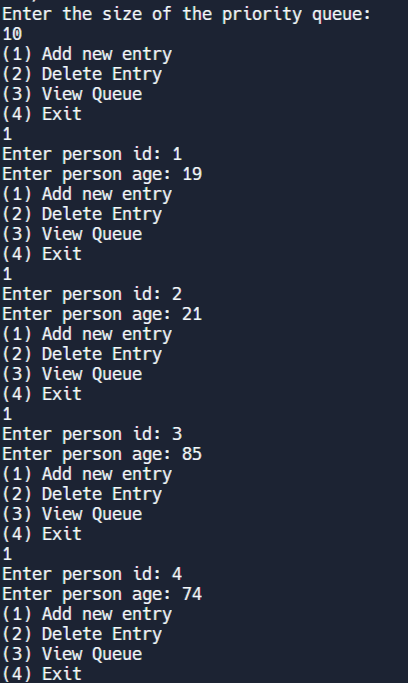 Enter the size of the priority queue:
10
(1) Add new entry
(2) Delete Entry
(3) View Queue
(4) Exit
1
Enter person id: 1
Enter person age: 19
(1) Add new entry
(2) Delete Entry
(3) View Queue
(4) Exit
1
Enter person id: 2
Enter person age: 21
(1) Add new entry
(2) Delete Entry
(3) View Queue
(4) Exit
1
Enter person id: 3
Enter person age: 85
(1) Add new entry
(2) Delete Entry
(3) View Queue
(4) Exit
1
Enter person id: 4
Enter person age: 74
(1) Add new entry
(2) Delete Entry
(3) View Queue
(4) Exit